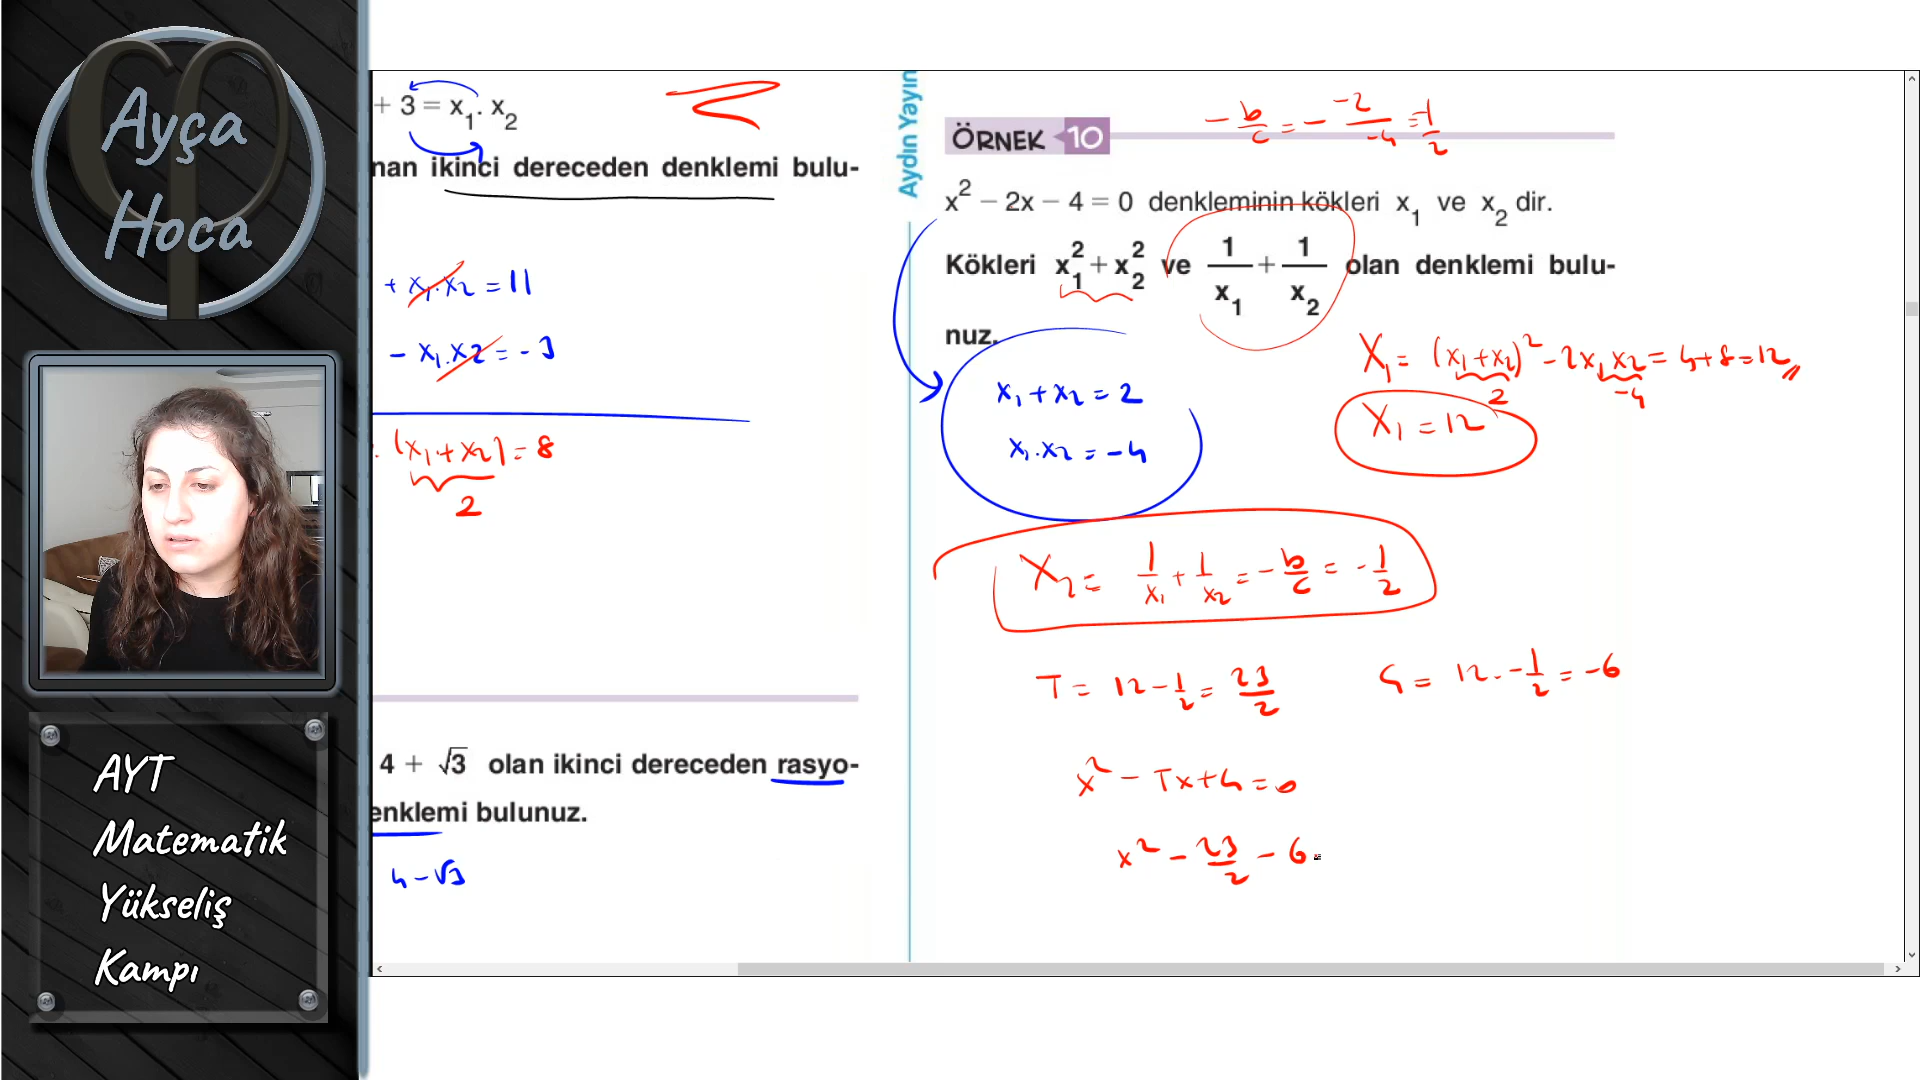 Ayça
Hoca
AYT
Matematik
Yükseliş
Kampı
+ 3 = x₁ . x₂
nan ikinci dereceden denklemi bulu-
+ x₁.x₂ = 11
- x₁.x₂ = -3
. (x₁+x₂) = 8
2
4 + √3 olan ikinci dereceden rasyo-
enklemi bulunuz.
4-√3
Aydın Yayın
ÖRNEK 10
-b/c = - -2/-4 = -1/2
x² - 2x - 4 = 0 denkleminin kökleri x₁ ve x₂ dir.
Kökleri x₁² + x₂² ve 1/x₁ + 1/x₂ olan denklemi bulu-
nuz.
x₁+x₂ = 2
x₁.x₂ = -4
X₁ = (x₁+x₂)² - 2x₁x₂ = 4+8 = 12
2
-4
X₁ = 12
X₂ = 1/x₁ + 1/x₂ = -b/c = -1/2
T = 12 - 1/2 = 23/2
Ç = 12 . -1/2 = -6
x² - Tx + Ç = 0
x² - 23/2 - 6